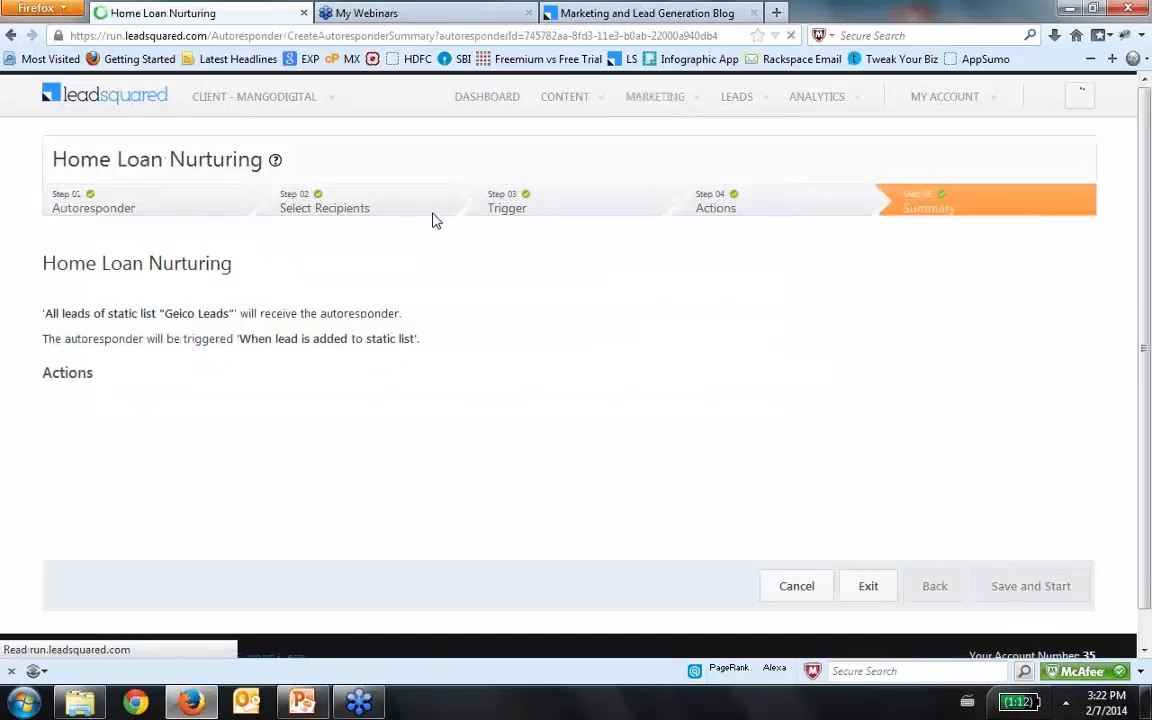 Firefox
Home Loan Nurturing
My Webinars
Marketing and Lead Generation Blog
https://run.leadsquared.com/Autoresponder/CreateAutoresponderSummary?autoresponderId=745782aa-8fd3-11e3-b0ab-22000a940db4
Secure Search
Most Visited Getting Started Latest Headlines EXP MX HDFC SBI Freemium vs Free Trial LS Infographic App Rackspace Email Tweak Your Biz AppSumo
leadsquared CLIENT - MANGODIGITAL DASHBOARD CONTENT MARKETING LEADS ANALYTICS MY ACCOUNT
Home Loan Nurturing
Step 01
Autoresponder
Step 02
Select Recipients
Step 03
Trigger
Step 04
Actions
Step 05
Summary
Home Loan Nurturing
'All leads of static list "Geico Leads"' will receive the autoresponder.
The autoresponder will be triggered 'When lead is added to static list'.
Actions
Cancel Exit Back Save and Start
Read run.leadsquared.com
Your Account Number: 35
PageRank Alexa Secure Search McAfee
(1:12)
3:22 PM
2/7/2014